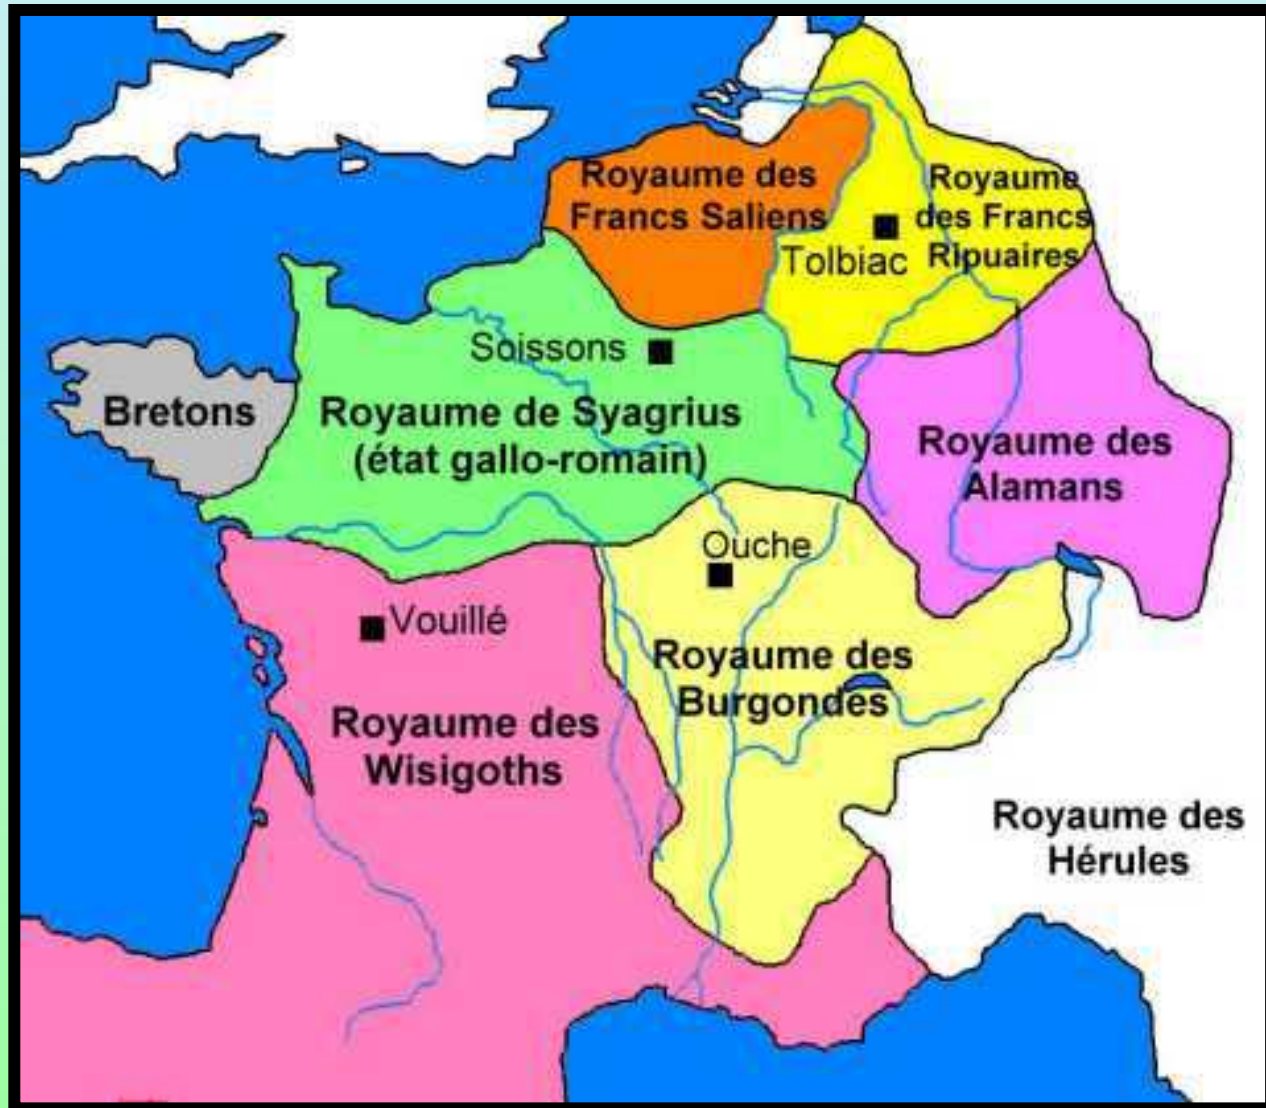 Royaume des
Francs Saliens
Royaume
des Francs
Ripuaires
Tolbiac
Soissons
Bretons
Royaume de Syagrius
(état gallo-romain)
Royaume des
Alamans
Ouche
Vouillé
Royaume des
Burgondes
Royaume des
Wisigoths
Royaume des
Hérules